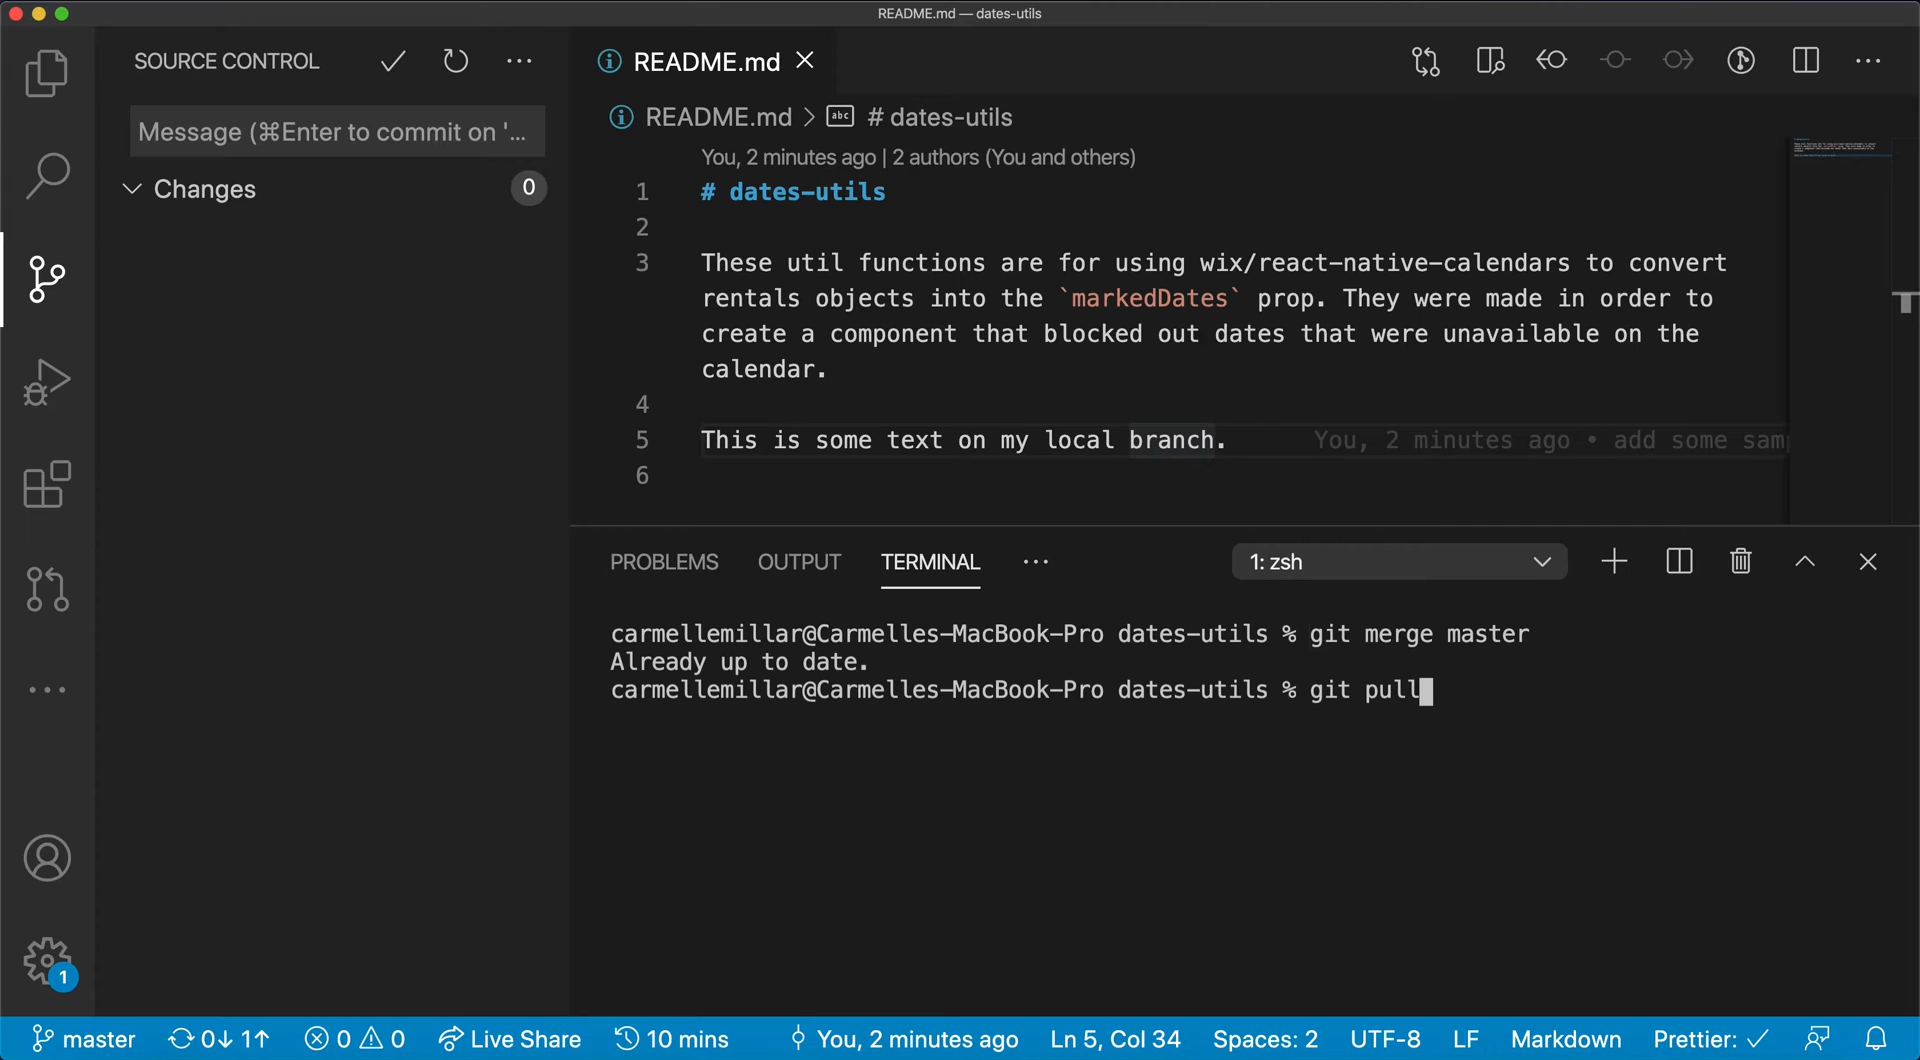 README.md — dates-utils
SOURCE CONTROL
README.md
Message (⌘Enter to commit on '...
README.md > # dates-utils
Changes 0
You, 2 minutes ago | 2 authors (You and others)
1 # dates-utils
2
3 These util functions are for using wix/react-native-calendars to convert
rentals objects into the `markedDates` prop. They were made in order to
create a component that blocked out dates that were unavailable on the
calendar.
4
5 This is some text on my local branch. You, 2 minutes ago • add some sam
6
PROBLEMS OUTPUT TERMINAL ... 1: zsh
carmellemillar@Carmelles-MacBook-Pro dates-utils % git merge master
Already up to date.
carmellemillar@Carmelles-MacBook-Pro dates-utils % git pull
1
master 0↓ 1↑ 0 0 Live Share 10 mins You, 2 minutes ago Ln 5, Col 34 Spaces: 2 UTF-8 LF Markdown Prettier: ✓